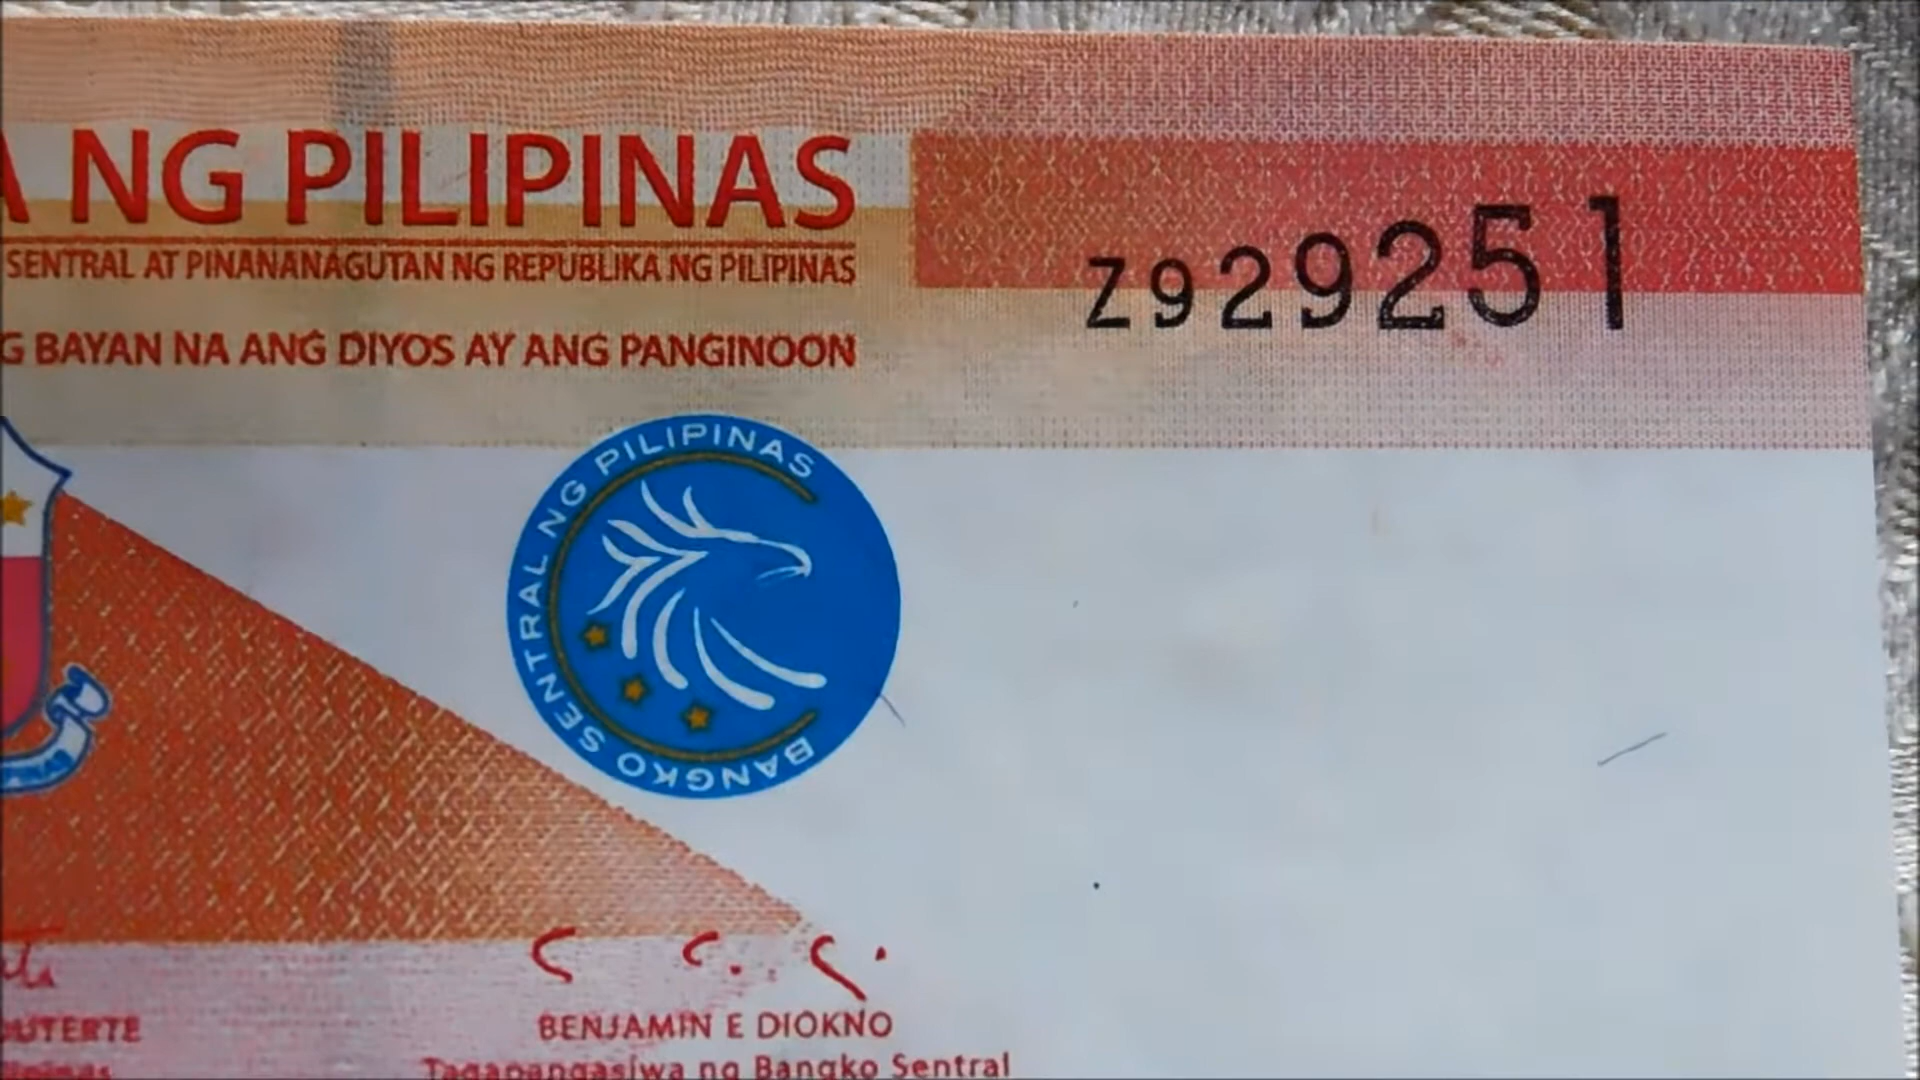 NG PILIPINAS
SENTRAL AT PINANANAGUTAN NG REPUBLIKA NG PILIPINAS
Z929251
BAYAN NA ANG DIYOS AY ANG PANGINOON
BANGKO SENTRAL NG PILIPINAS
BENJAMIN E DIOKNO
Tagapangasiwa ng Bangko Sentral